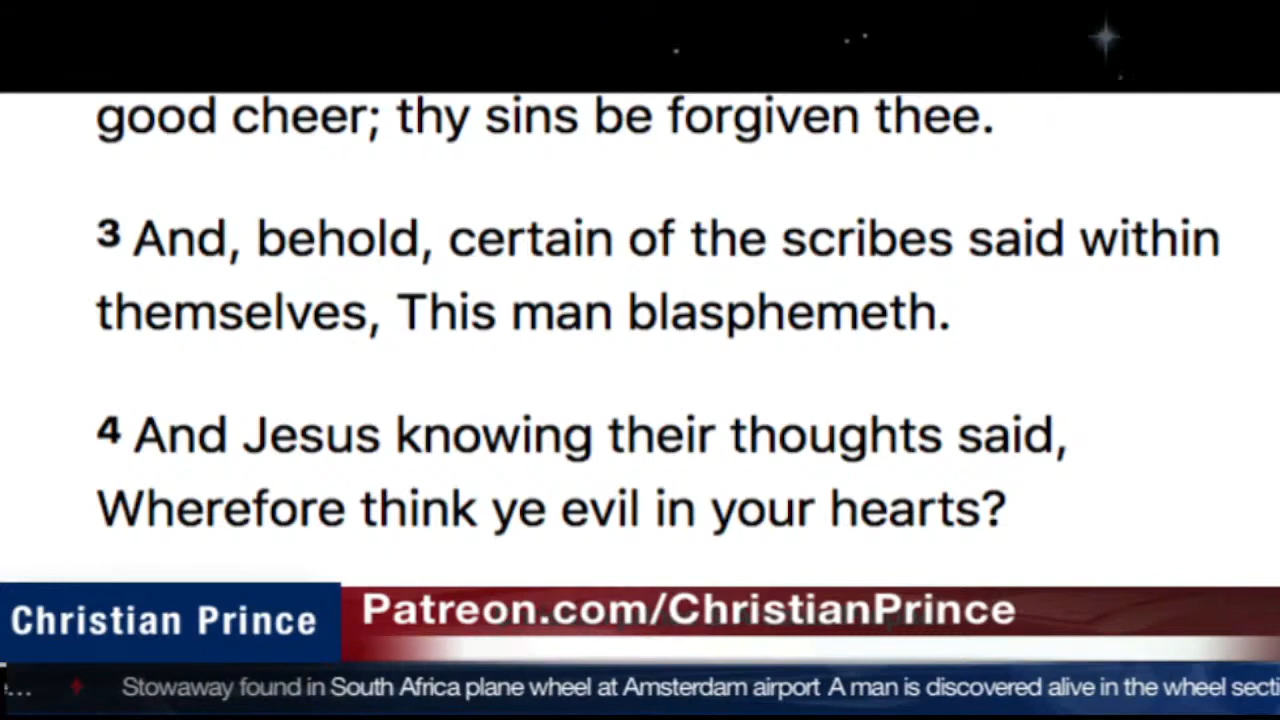 good cheer; thy sins be forgiven thee.
3 And, behold, certain of the scribes said within
themselves, This man blasphemeth.
4 And Jesus knowing their thoughts said,
Wherefore think ye evil in your hearts?
Christian Prince
Patreon.com/ChristianPrince
... Stowaway found in South Africa plane wheel at Amsterdam airport A man is discovered alive in the wheel secti